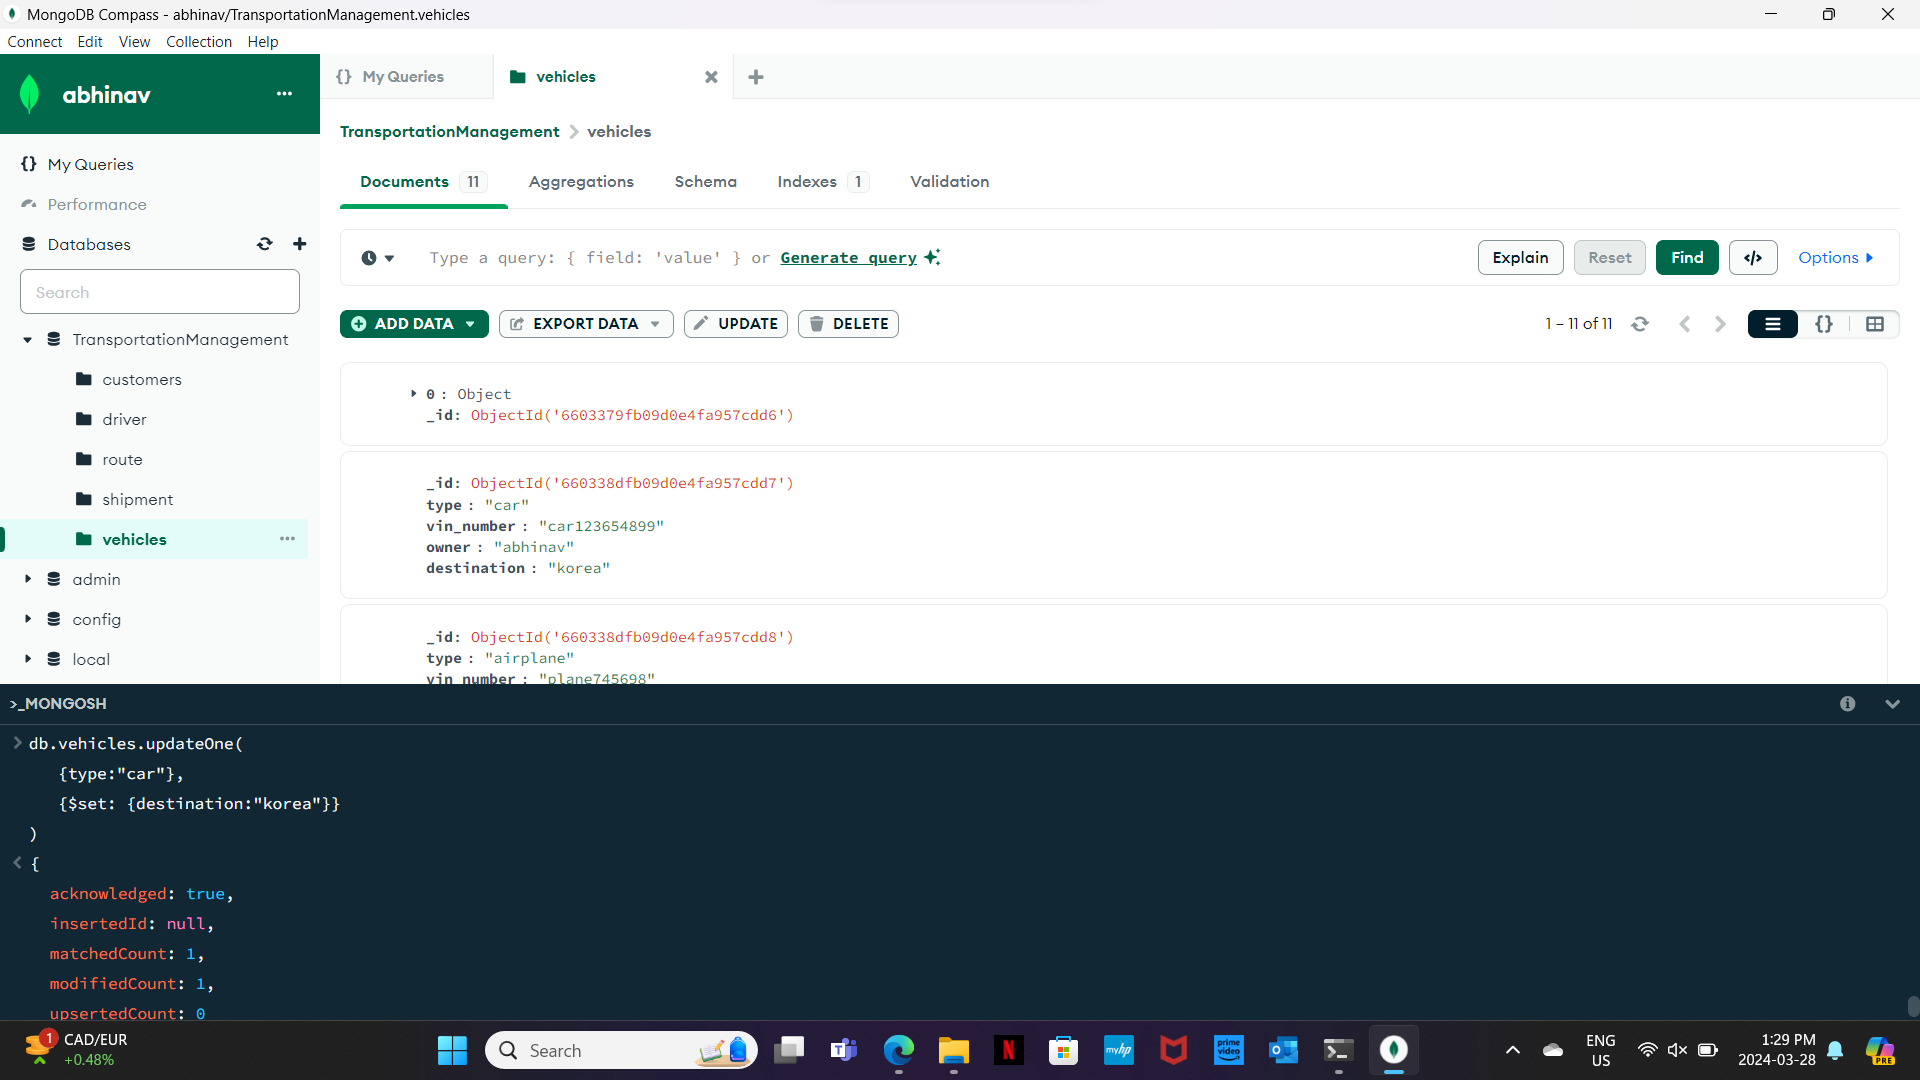 MongoDB Compass - abhinav/TransportationManagement.vehicles
Connect Edit View Collection Help
abhinav
My Queries
vehicles
TransportationManagement > vehicles
My Queries
Performance
Databases
Search
TransportationManagement
customers
driver
route
shipment
vehicles
admin
config
local
Documents 11 Aggregations Schema Indexes 1 Validation
Type a query: { field: 'value' } or Generate query
Explain Reset Find </> Options
ADD DATA EXPORT DATA UPDATE DELETE
1 – 11 of 11 {}
0 : Object
_id: ObjectId('6603379fb09d0e4fa957cdd6')
_id: ObjectId('660338dfb09d0e4fa957cdd7')
type : "car"
vin_number : "car123654899"
owner : "abhinav"
destination : "korea"
_id: ObjectId('660338dfb09d0e4fa957cdd8')
type : "airplane"
vin_number : "plane745698"
>_MONGOSH
> db.vehicles.updateOne(
{type:"car"},
{$set: {destination:"korea"}}
)
< {
acknowledged: true,
insertedId: null,
matchedCount: 1,
modifiedCount: 1,
upsertedCount: 0
1
CAD/EUR
+0.48%
Search
N
myhp
prime video
ENG
US
1:29 PM
2024-03-28
PRE